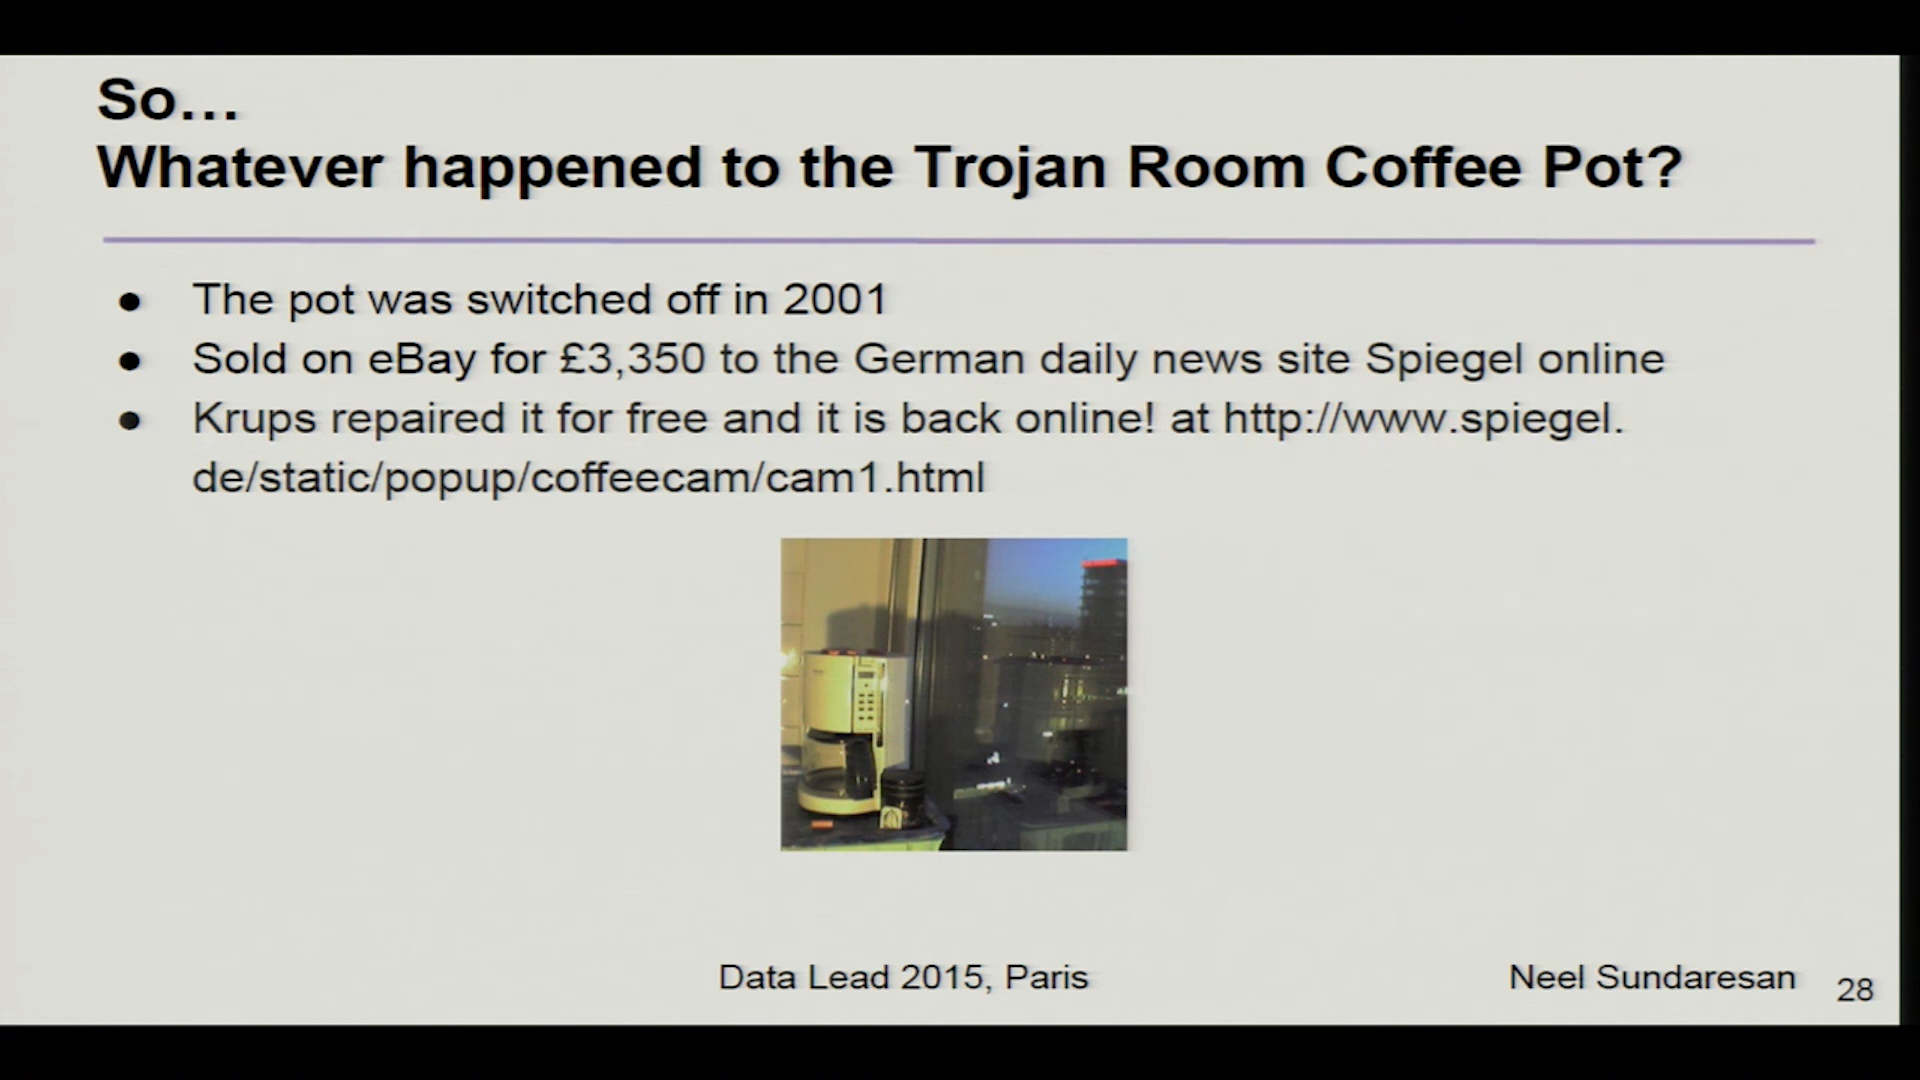 So…
Whatever happened to the Trojan Room Coffee Pot?
● The pot was switched off in 2001
● Sold on eBay for £3,350 to the German daily news site Spiegel online
● Krups repaired it for free and it is back online! at http://www.spiegel.
de/static/popup/coffeecam/cam1.html
Data Lead 2015, Paris
Neel Sundaresan
28